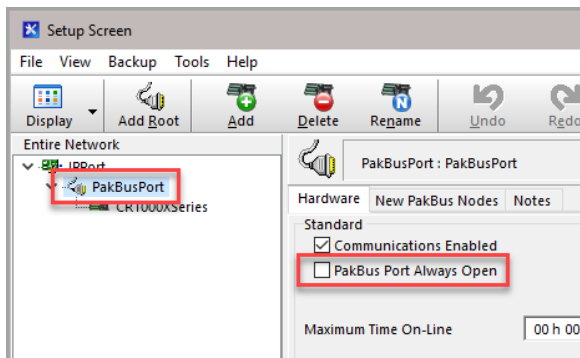 Setup Screen
File View Backup Tools Help
Display Add Root Add Delete Rename Undo Redo
Entire Network
IPPort
PakBusPort
CR1000XSeries
PakBusPort : PakBusPort
Hardware New PakBus Nodes Notes
Standard
Communications Enabled
PakBus Port Always Open
Maximum Time On-Line 00 h 00